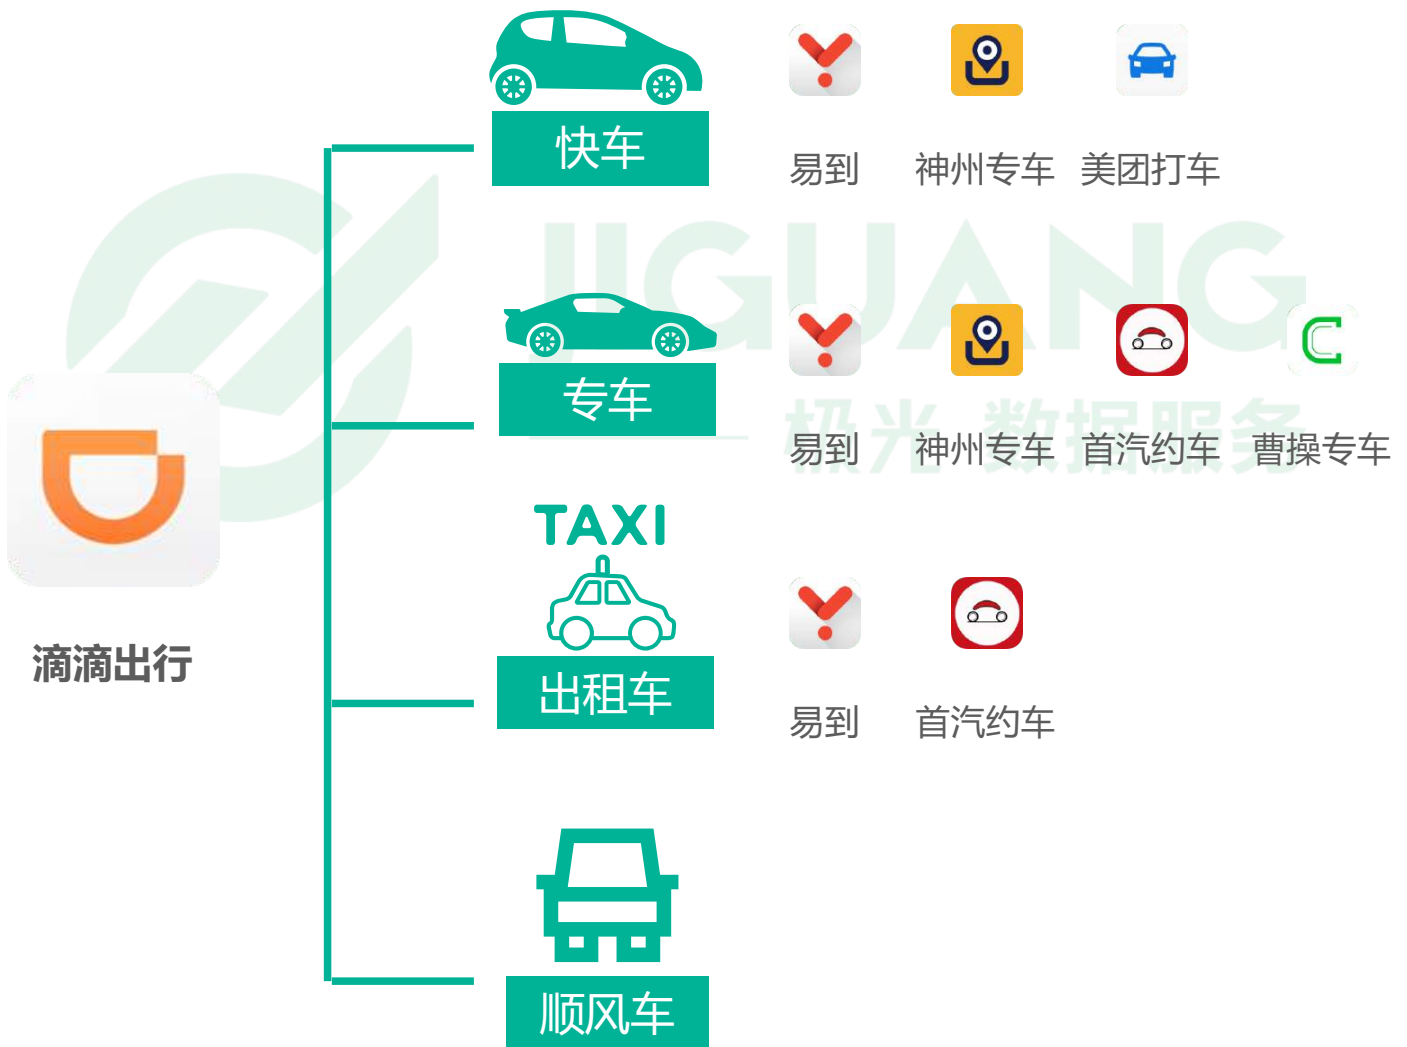 快车
易到 神州专车 美团打车
JIGUANG
专车
极光 数据服务
易到 神州专车 首汽约车 曹操专车
TAXI
滴滴出行
出租车
易到 首汽约车
顺风车